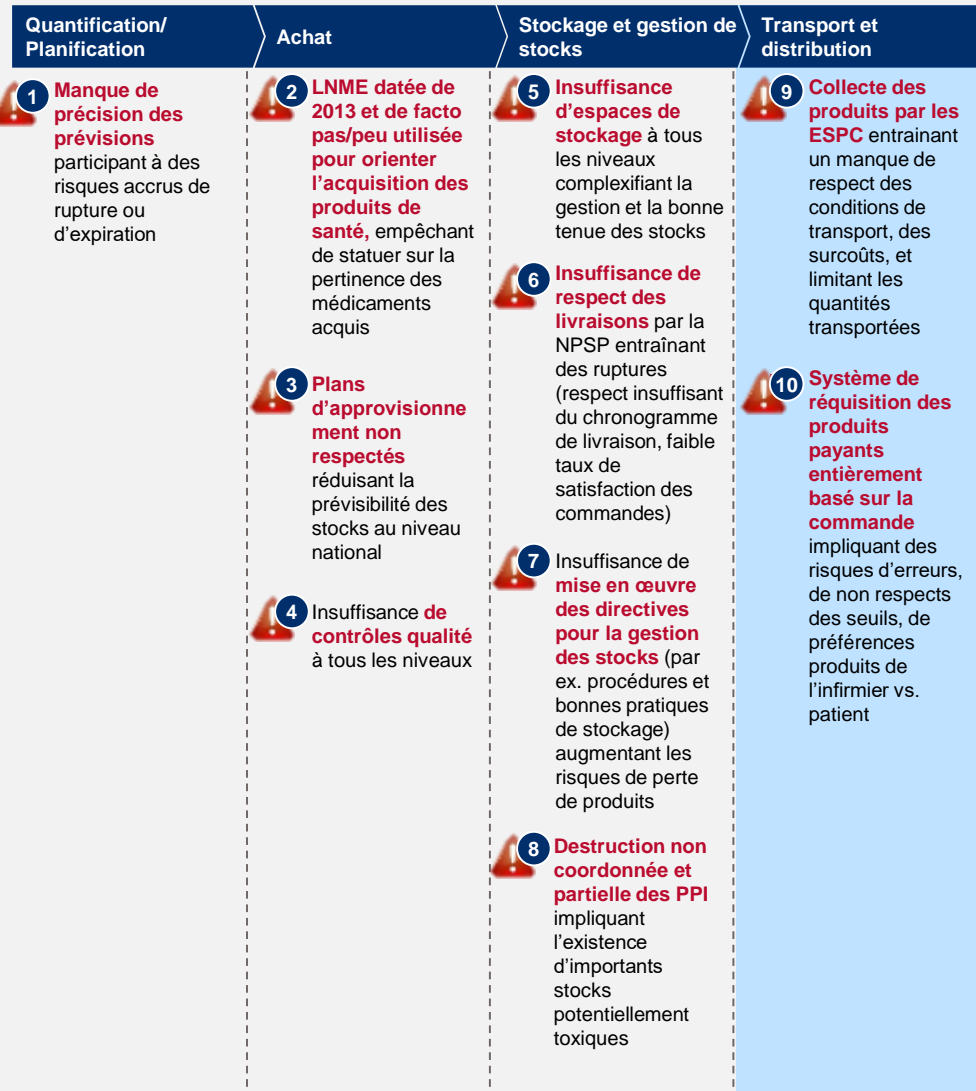 Quantification/
Planification
Achat
Stockage et gestion de
stocks
Transport et
distribution
1
Manque de
précision des
prévisions
participant à des
risques accrus de
rupture ou
d'expiration
2
LNME datée de
2013 et de facto
pas/peu utilisée
pour orienter
l'acquisition des
produits de
santé, empêchant
de statuer sur la
pertinence des
médicaments
acquis
3
Plans
d'approvisionne
ment non
respectés
réduisant la
prévisibilité des
stocks au niveau
national
4
Insuffisance de
contrôles qualité
à tous les niveaux
5
Insuffisance
d'espaces de
stockage à tous
les niveaux
complexifiant la
gestion et la bonne
tenue des stocks
6
Insuffisance de
respect des
livraisons par la
NPSP entraînant
des ruptures
(respect insuffisant
du chronogramme
de livraison, faible
taux de
satisfaction des
commandes)
7
Insuffisance de
mise en œuvre
des directives
pour la gestion
des stocks (par
ex. procédures et
bonnes pratiques
de stockage)
augmentant les
risques de perte
de produits
8
Destruction non
coordonnée et
partielle des PPI
impliquant
l'existence
d'importants
stocks
potentiellement
toxiques
9
Collecte des
produits par les
ESPC entrainant
un manque de
respect des
conditions de
transport, des
surcoûts, et
limitant les
quantités
transportées
10
Système de
réquisition des
produits
payants
entièrement
basé sur la
commande
impliquant des
risques d'erreurs,
de non respects
des seuils, de
préférences
produits de
l'infirmier vs.
patient